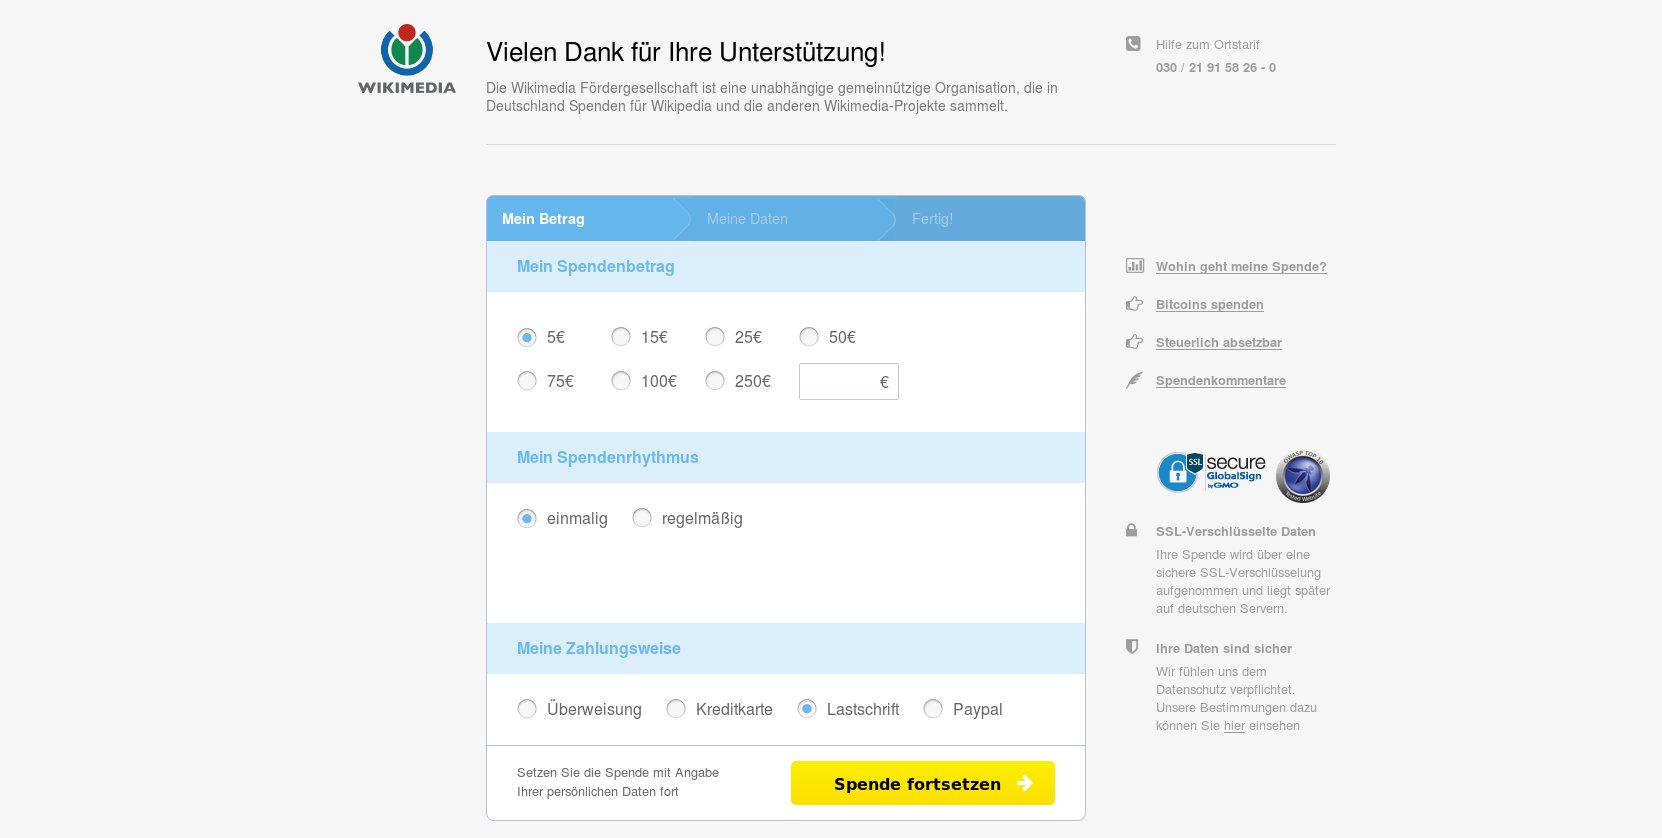 WIKIMEDIA
Vielen Dank für Ihre Unterstützung!
Die Wikimedia Fördergesellschaft ist eine unabhängige gemeinnützige Organisation, die in
Deutschland Spenden für Wikipedia und die anderen Wikimedia-Projekte sammelt.
Hilfe zum Ortstarif
030 / 21 91 58 26 - 0
Mein Betrag
Meine Daten
Fertig!
Mein Spendenbetrag
5€ 15€ 25€ 50€
75€ 100€ 250€ €
Mein Spendenrhythmus
einmalig regelmäßig
Meine Zahlungsweise
Überweisung Kreditkarte Lastschrift Paypal
Setzen Sie die Spende mit Angabe
Ihrer persönlichen Daten fort
Spende fortsetzen
Wohin geht meine Spende?
Bitcoins spenden
Steuerlich absetzbar
Spendenkommentare
SSL
secure
GlobalSign
by GMO
OWASP TOP 10
Tested Website
SSL-Verschlüsselte Daten
Ihre Spende wird über eine
sichere SSL-Verschlüsselung
aufgenommen und liegt später
auf deutschen Servern.
Ihre Daten sind sicher
Wir fühlen uns dem
Datenschutz verpflichtet.
Unsere Bestimmungen dazu
können Sie hier einsehen